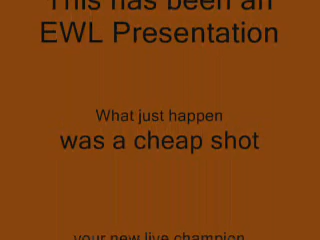 This has been an
EWL Presentation
What just happen
was a cheap shot
your new live champion